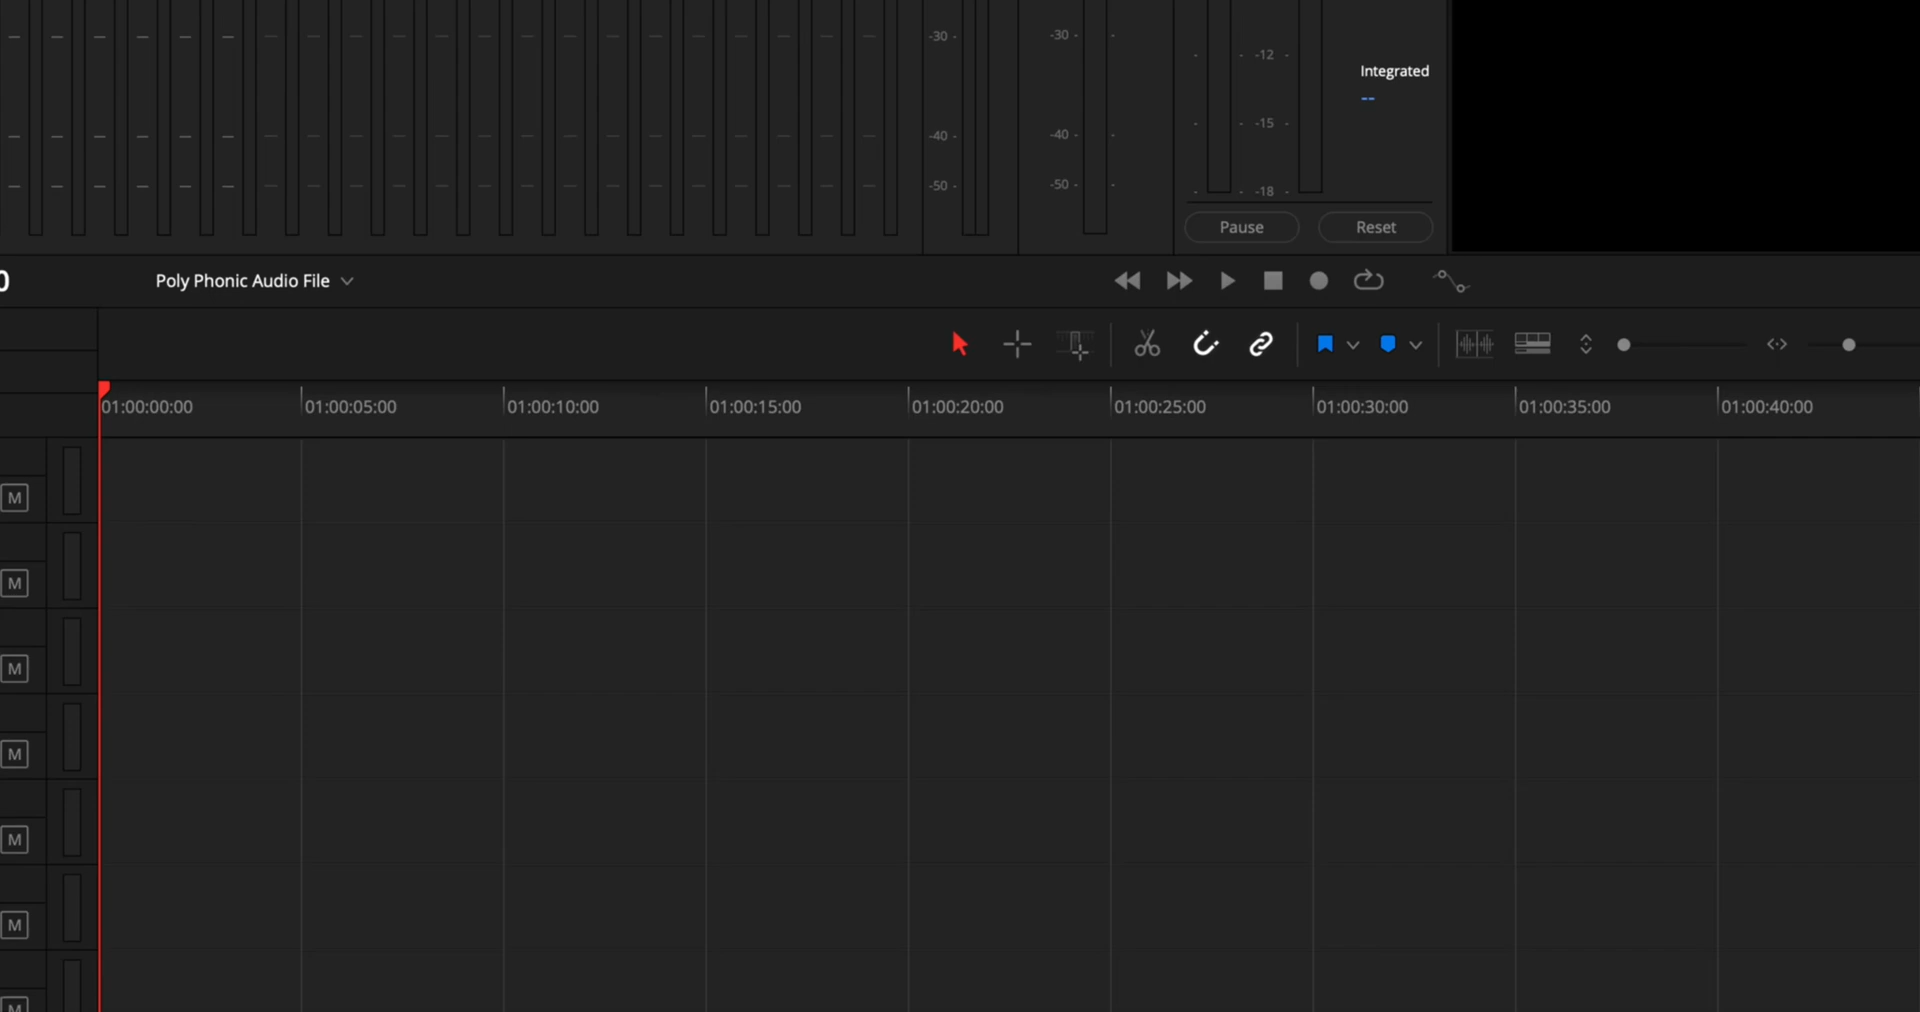 -30 -
-30 -
- -12 -
Integrated
--
- -15 -
-40 -
-40 -
-50 -
-50 -
- -18 -
Pause
Reset
0
Poly Phonic Audio File
01:00:00:00
01:00:05:00
01:00:10:00
01:00:15:00
01:00:20:00
01:00:25:00
01:00:30:00
01:00:35:00
01:00:40:00
M
M
M
M
M
M
M